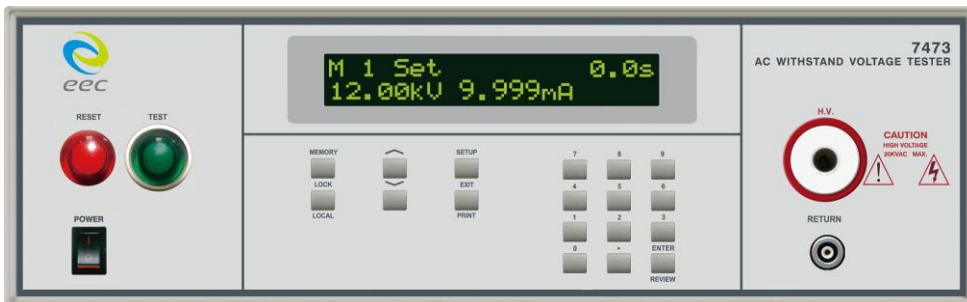 eec
RESET
TEST
POWER
M 1 Set 0.0s
12.00kV 9.999mA
MEMORY
SETUP
LOCK
EXIT
LOCAL
PRINT
7 8 9
4 5 6
1 2 3
0 • ENTER
REVIEW
7473
AC WITHSTAND VOLTAGE TESTER
H.V.
CAUTION
HIGH VOLTAGE
20KVAC MAX.
RETURN